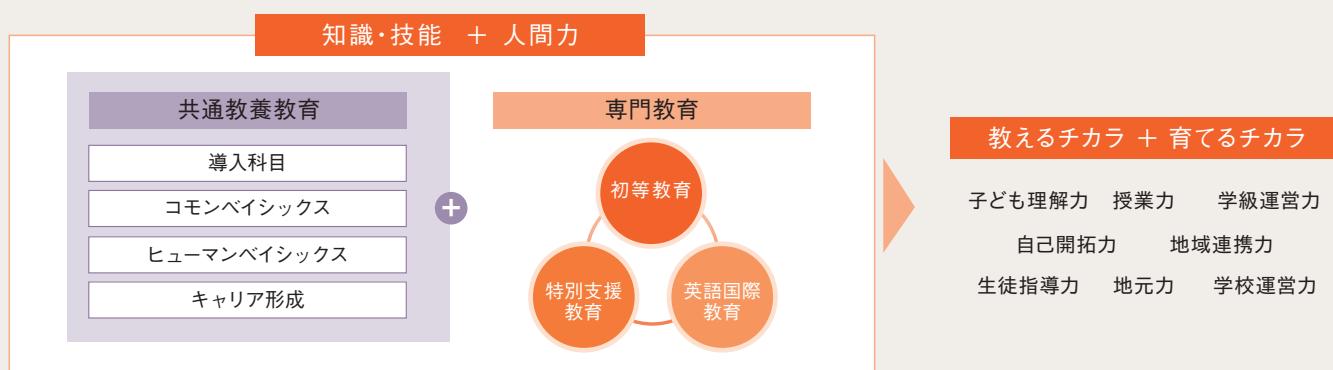 知識・技能 + 人間力
共通教養教育
導入科目
コモンベイシックス
ヒューマンベイシックス
キャリア形成
+
専門教育
初等教育
特別支援
教育
英語国際
教育
教えるチカラ + 育てるチカラ
子ども理解力 授業力 学級運営力
自己開拓力 地域連携力
生徒指導力 地元力 学校運営力